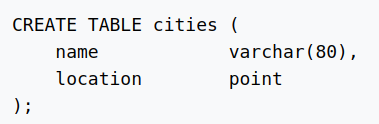 CREATE TABLE cities (
    name            varchar(80),
    location        point
);